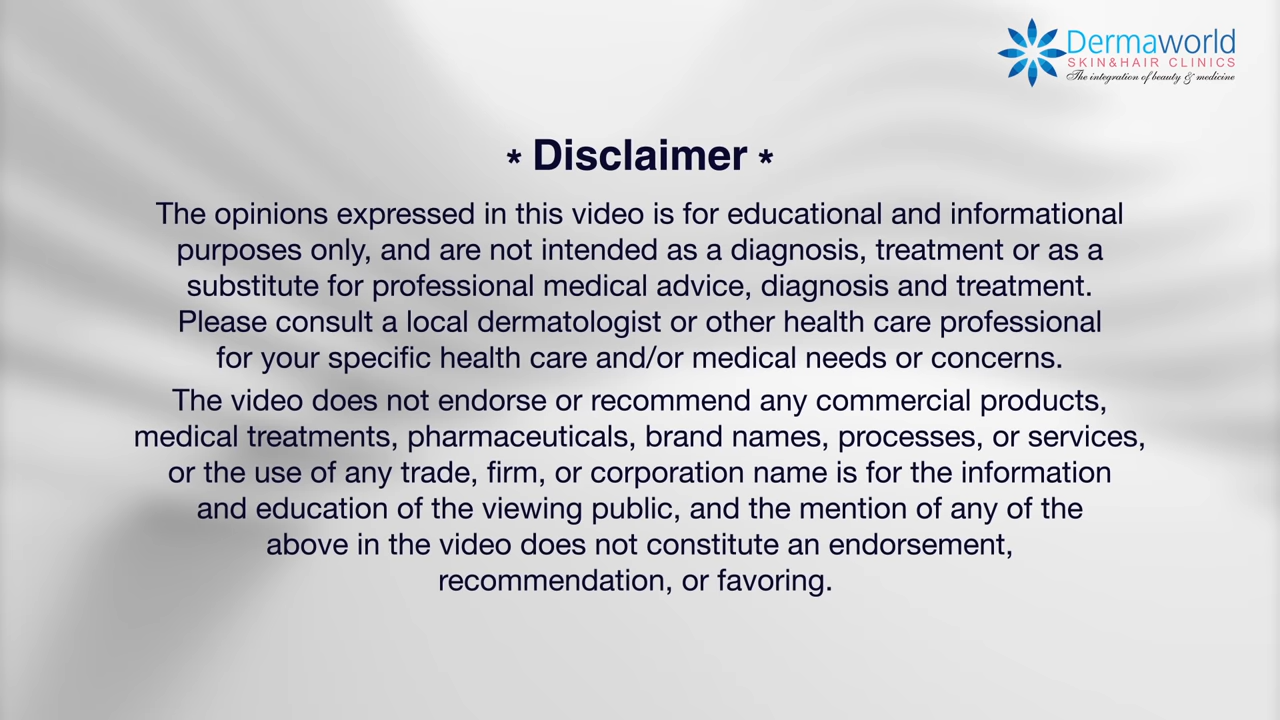 Dermaworld
SKIN&HAIR CLINICS
The integration of beauty & medicine
* Disclaimer *
The opinions expressed in this video is for educational and informational
purposes only, and are not intended as a diagnosis, treatment or as a
substitute for professional medical advice, diagnosis and treatment.
Please consult a local dermatologist or other health care professional
for your specific health care and/or medical needs or concerns.
The video does not endorse or recommend any commercial products,
medical treatments, pharmaceuticals, brand names, processes, or services,
or the use of any trade, firm, or corporation name is for the information
and education of the viewing public, and the mention of any of the
above in the video does not constitute an endorsement,
recommendation, or favoring.